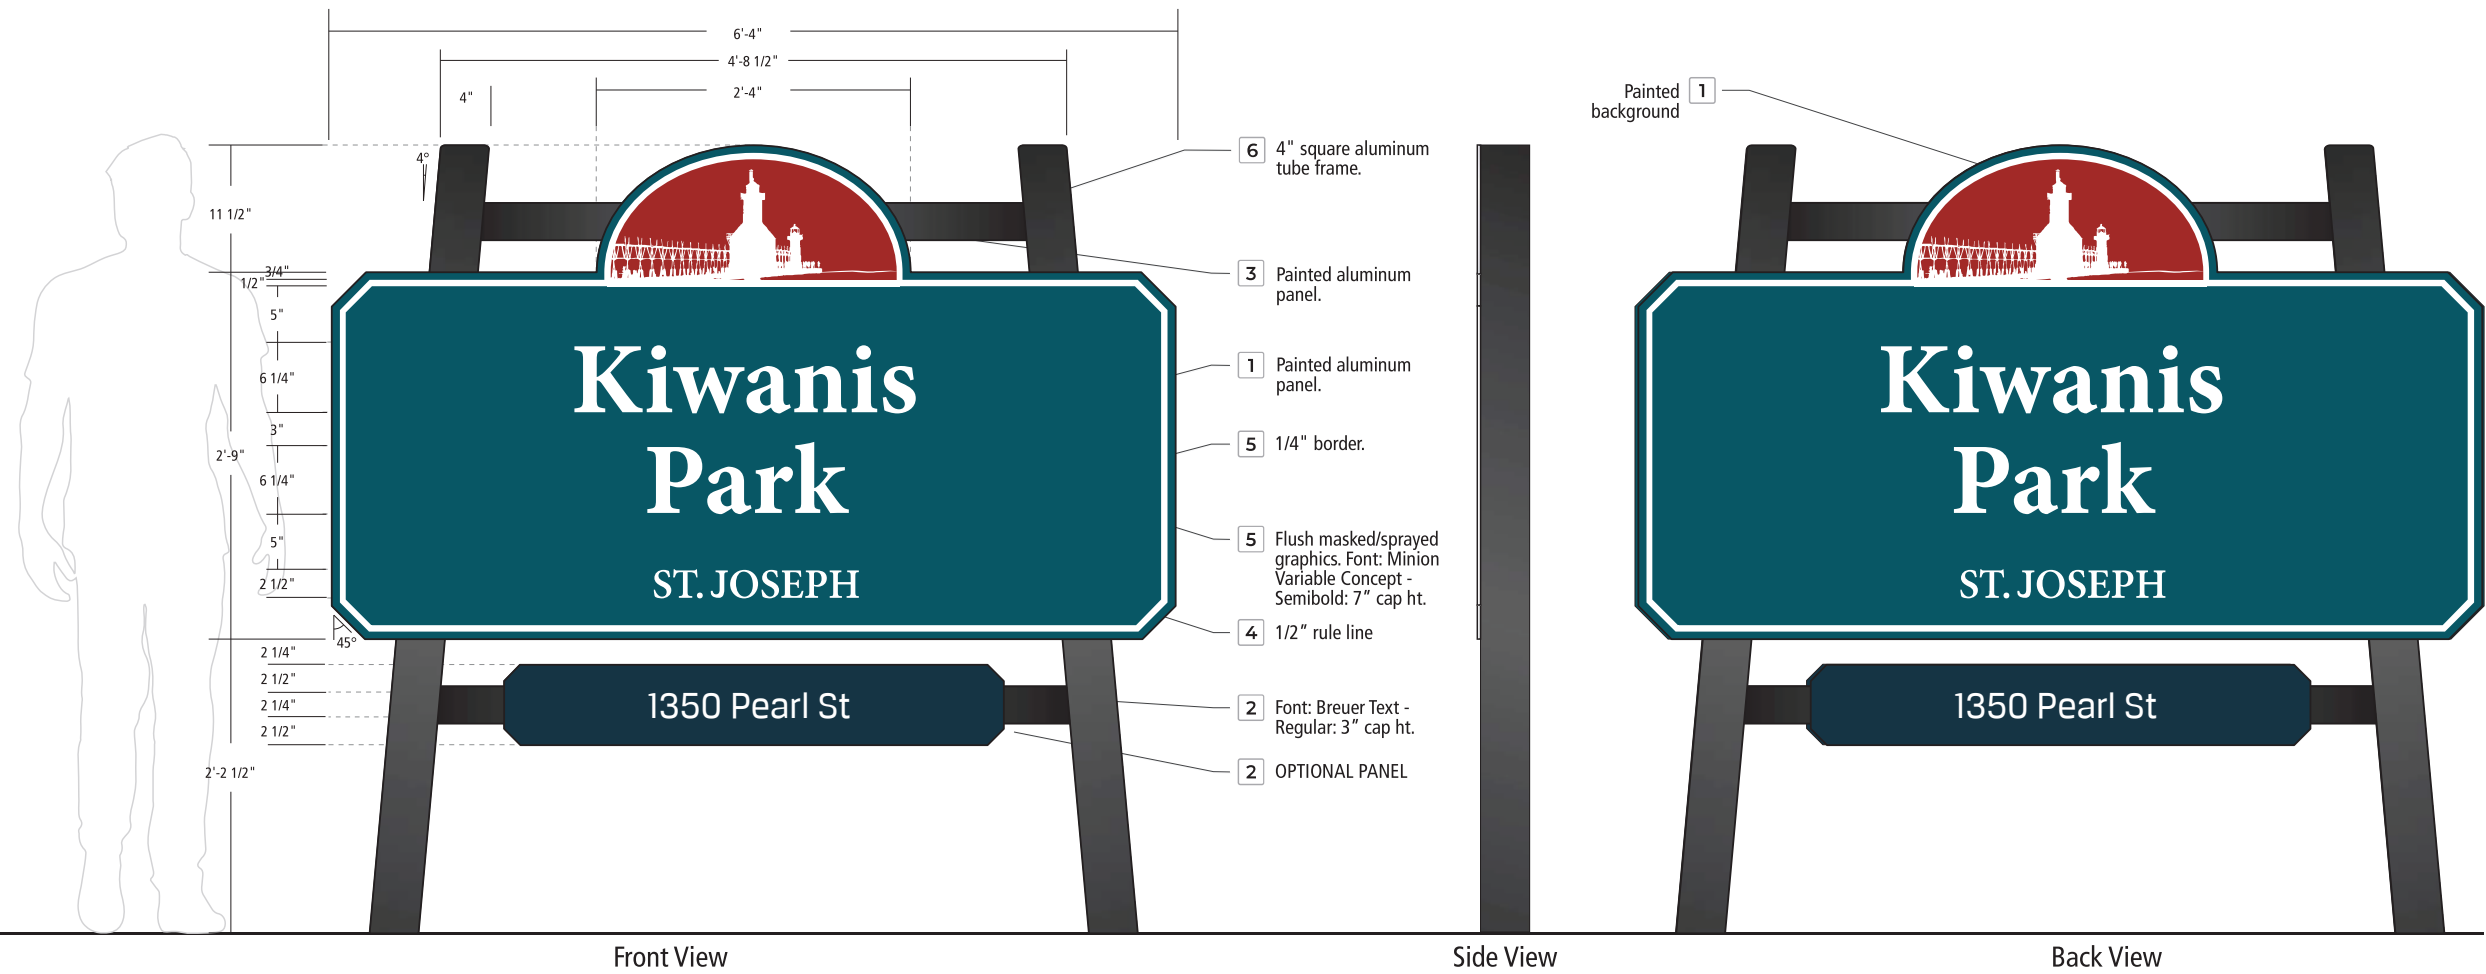 6'-4"
4'-8 1/2"
2'-4"
4"
4°
11 1/2"
3/4"
1/2"
5"
6 1/4"
3"
2'-9"
6 1/4"
5"
2 1/2"
45°
2 1/4"
2 1/2"
2 1/4"
2 1/2"
2'-2 1/2"
Kiwanis
Park
ST. JOSEPH
1350 Pearl St
6 4" square aluminum
tube frame.
3 Painted aluminum
panel.
1 Painted aluminum
panel.
5 1/4" border.
5 Flush masked/sprayed
graphics. Font: Minion
Variable Concept -
Semibold: 7” cap ht.
4 1/2” rule line
2 Font: Breuer Text -
Regular: 3” cap ht.
2 OPTIONAL PANEL
Painted 1
background
Kiwanis
Park
ST. JOSEPH
1350 Pearl St
Front View
Side View
Back View